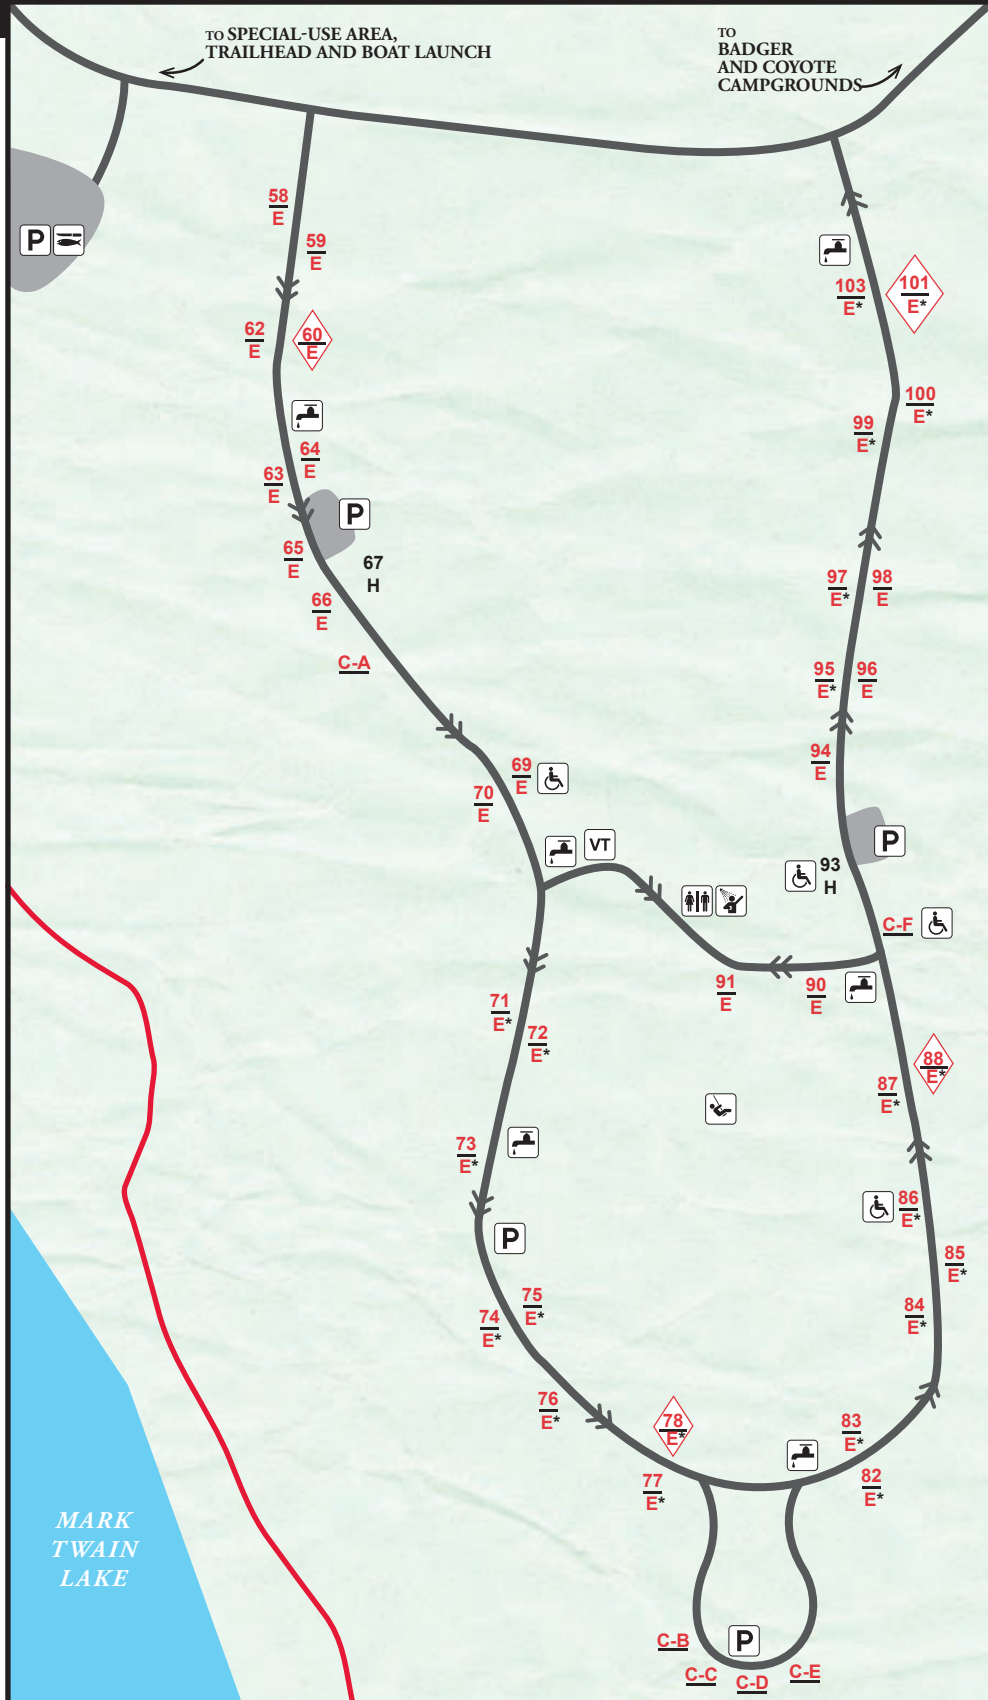 TO SPECIAL-USE AREA,
TRAILHEAD AND BOAT LAUNCH
TO
BADGER
AND COYOTE
CAMPGROUNDS
58
E
59
E
P
62
E
60
E
103
E*
101
E*
100
E*
99
E*
64
E
63
E
P
65
E
67
H
66
E
97
E*
98
E
C-A
95
E*
96
E
94
E
69
E
70
E
VT
P
93
H
C-F
91
E
90
E
71
E*
72
E*
88
E*
87
E*
73
E*
86
E*
P
85
E*
75
E*
74
E*
84
E*
76
E*
78
E*
83
E*
77
E*
82
E*
MARK
TWAIN
LAKE
P
C-B
C-C
C-D
C-E